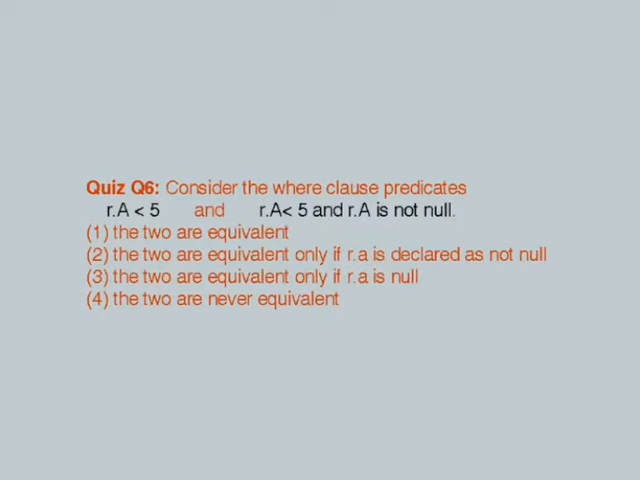 Quiz Q6: Consider the where clause predicates
r.A < 5 and r.A< 5 and r.A is not null.
(1) the two are equivalent
(2) the two are equivalent only if r.a is declared as not null
(3) the two are equivalent only if r.a is null
(4) the two are never equivalent